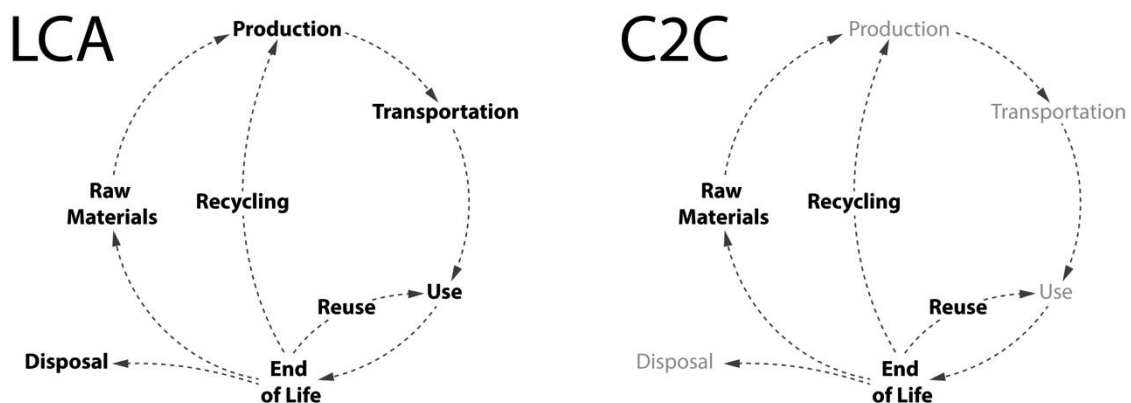 LCA
Production
Transportation
Raw
Materials
Recycling
Reuse
Use
Disposal
End
of Life
C2C
Production
Transportation
Raw
Materials
Recycling
Reuse
Use
Disposal
End
of Life